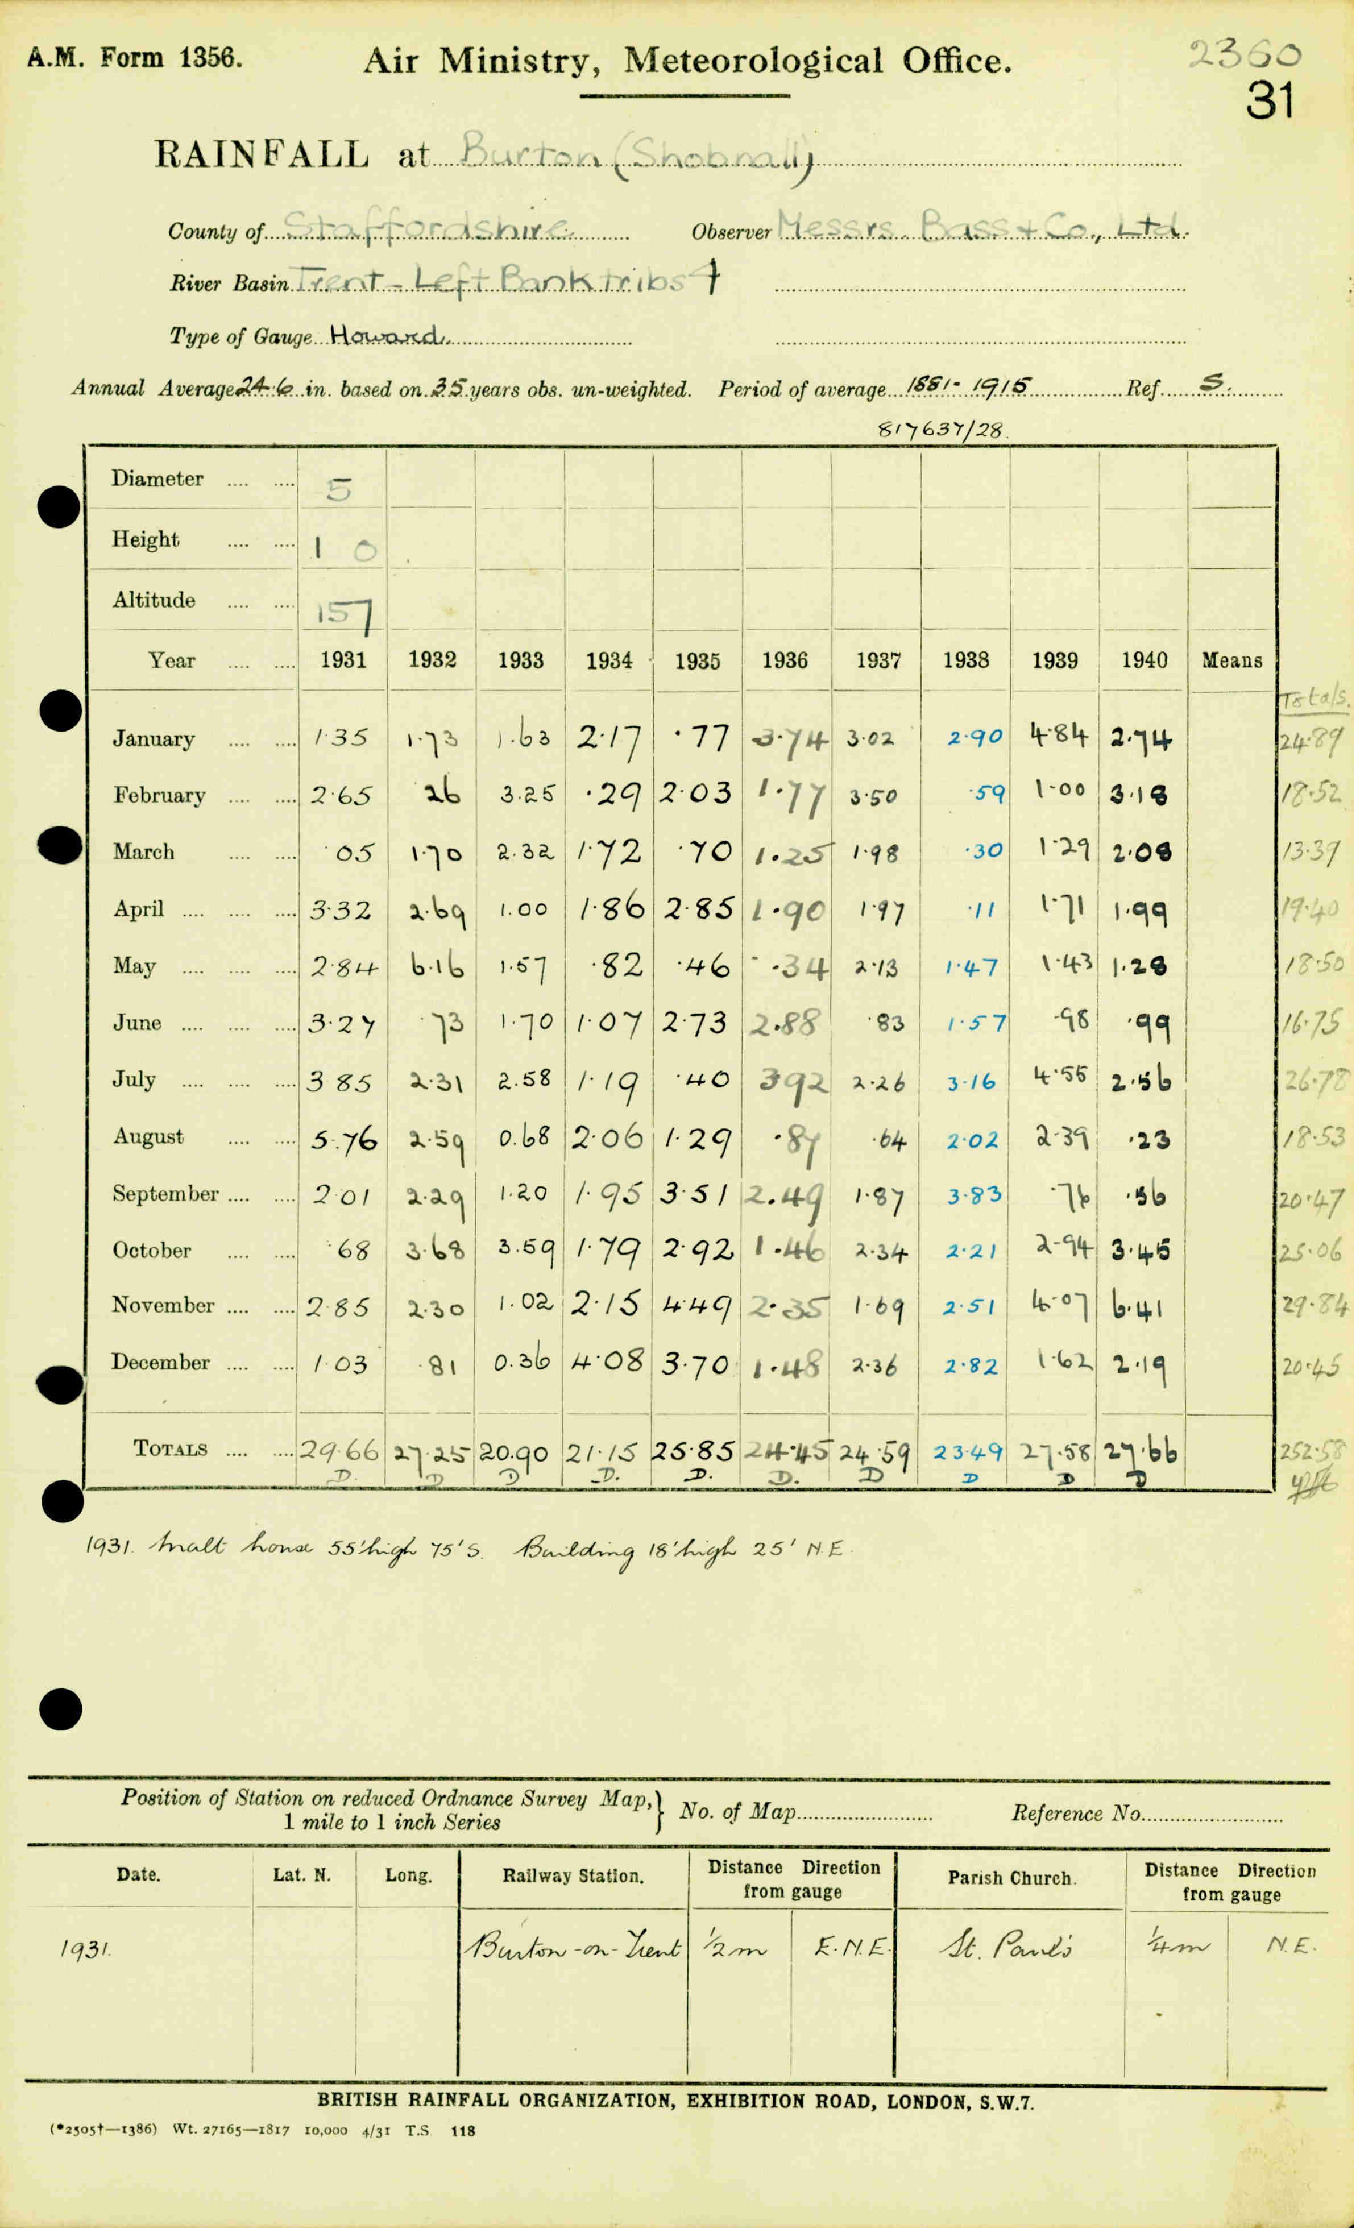 A.M. Form 1356. Air Ministry, Meteorological Office. 2360
31
RAINFALL at Burton (Shobnall)
County of Staffordshire Observer Messrs. Bass & Co., Ltd.
River Basin Trent - Left Bank tribs 4
Type of Gauge Howard.
Annual Average 24.6 in. based on 35 years obs. un-weighted. Period of average 1881-1915 Ref. S.
817637/28.
Diameter 5
Height 1 0
Altitude 157
Year 1931 1932 1933 1934 1935 1936 1937 1938 1939 1940 Means
Totals.
January 1·35 1·73 1.63 2·17 ·77 3·74 3·02 2·90 4·84 2·74 24·89
February 2·65 26 3.25 ·29 2·03 1·77 3·50 ·59 1·00 3·18 18·52
March ·05 1·70 2.32 1·72 ·70 1·25 1·98 ·30 1·29 2·08 13·39
April 3·32 2·69 1.00 1·86 2·85 1·90 1·97 ·11 1·71 1·99 19·40
May 2·84 6·16 1·57 ·82 ·46 ·34 2·13 1·47 1·43 1·28 18·50
June 3·27 ·73 1·70 1·07 2·73 2·88 ·83 1·57 ·98 ·99 16·75
July 3 85 2·31 2.58 1·19 ·40 3 92 2·26 3·16 4·55 2·56 26·78
August 5·76 2·59 0.68 2·06 1·29 ·87 ·64 2·02 2·39 ·23 18·53
September 2·01 2·29 1·20 1·95 3·51 2·49 1·87 3·83 ·76 ·56 20·47
October ·68 3·68 3·59 1·79 2·92 1·46 2·34 2·21 2·94 3·45 25·06
November 2·85 2·30 1·02 2·15 4·49 2·35 1·69 2·51 4·07 6·41 29·84
December 1·03 ·81 0.36 4·08 3·70 1·48 2·36 2·82 1·62 2·19 20·45
TOTALS 29·66 27·25 20.90 21·15 25·85 24·45 24·59 23·49 27·58 27·66 252·58
D. D D D. D. D. D D D D
1931. Malt house 55' high 75' S. Building 18' high 25' N.E.
Position of Station on reduced Ordnance Survey Map, } No. of Map Reference No.
1 mile to 1 inch Series
Date. Lat. N. Long. Railway Station. Distance Direction from gauge Parish Church. Distance Direction from gauge
1931. Burton-on-Trent ½ m E.N.E. St. Paul's ¼ m N.E.
BRITISH RAINFALL ORGANIZATION, EXHIBITION ROAD, LONDON, S.W.7.
(*2505†—1386) Wt. 27165—1817 10,000 4/31 T.S. 118